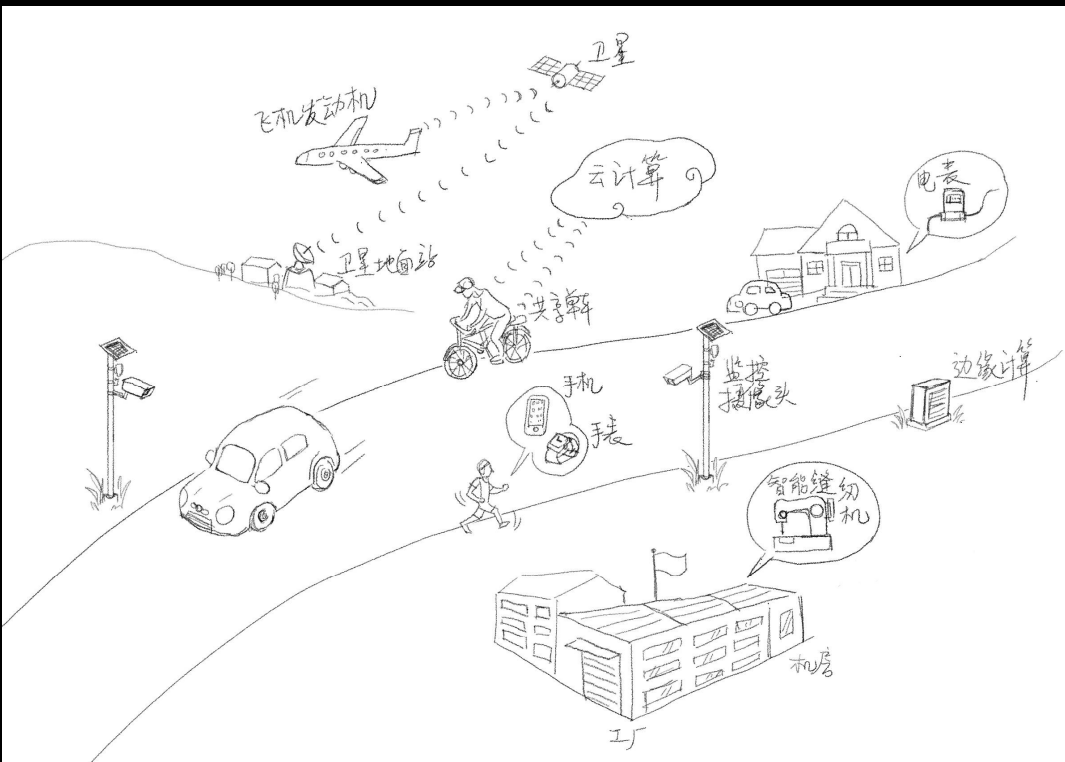 卫星
飞机发动机
云计算
电表
卫星地面站
共享单车
监控
摄像头
边缘计算
手机
手表
智能缝纫
机
机房
工厂